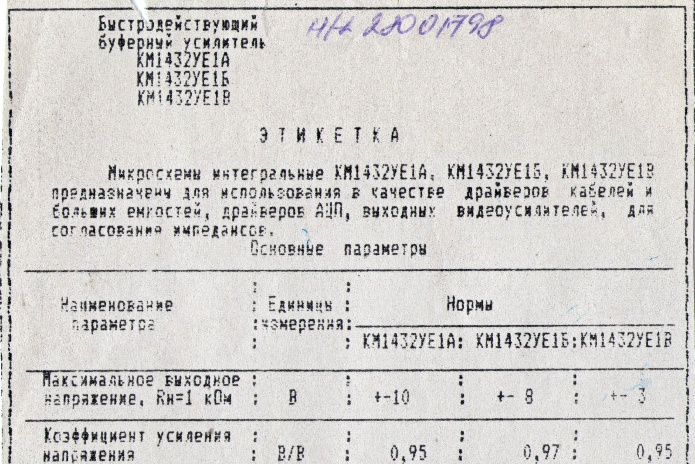 Быстродействующий
буферный усилитель
КМ1432УЕ1А
КМ1432УЕ1Б
КМ1432УЕ1В
Н/к 28001798
Э Т И К Е Т К А
Микросхемы интегральные КМ1432УЕ1А, КМ1432УЕ1Б, КМ1432УЕ1В
предназначены для использования в качестве драйверов кабелей и
больших емкостей, драйверов АЦП, выходных видеоусилителей, для
согласования импедансов.
Основные параметры
Наименование параметра
Единицы измерения
Нормы
КМ1432УЕ1А: КМ1432УЕ1Б: КМ1432УЕ1В
Максимальное выходное : : : :
напряжение, Rн=1 кОм : В : +-10 : +- 8 : +- 3
Коэффициент усиления : : : :
напряжения : В/В : 0,95 : 0,97 : 0,95